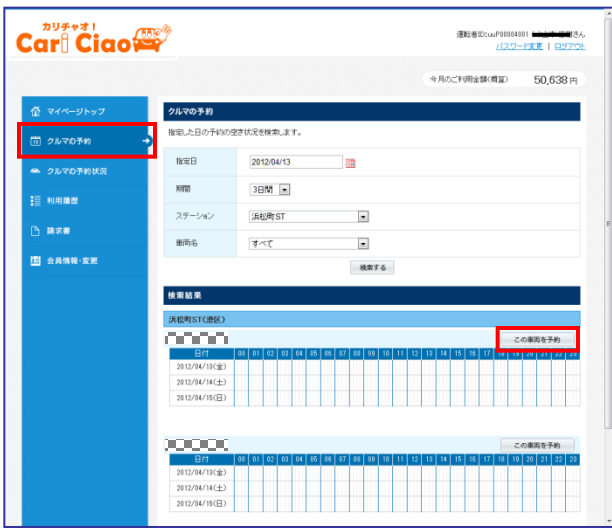 カリチャオ!
Cari Ciao
運転者ID:cuuP00004001
さん
パスワード変更 | ログアウト
今月のご利用金額(概算) 50,638 円
マイページトップ
クルマの予約
クルマの予約状況
利用履歴
請求書
会員情報・変更
クルマの予約
指定した日の予約の空き状況を検索します。
指定日 2012/04/13
期間 3日間
ステーション 浜松町ST
車両名 すべて
検索する
検索結果
浜松町ST(港区)
この車両を予約
日付 00 01 02 03 04 05 06 07 08 09 10 11 12 13 14 15 16 17 18 19 20 21 22 23
2012/04/13(金)
2012/04/14(土)
2012/04/15(日)
この車両を予約
日付 00 01 02 03 04 05 06 07 08 09 10 11 12 13 14 15 16 17 18 19 20 21 22 23
2012/04/13(金)
2012/04/14(土)
2012/04/15(日)